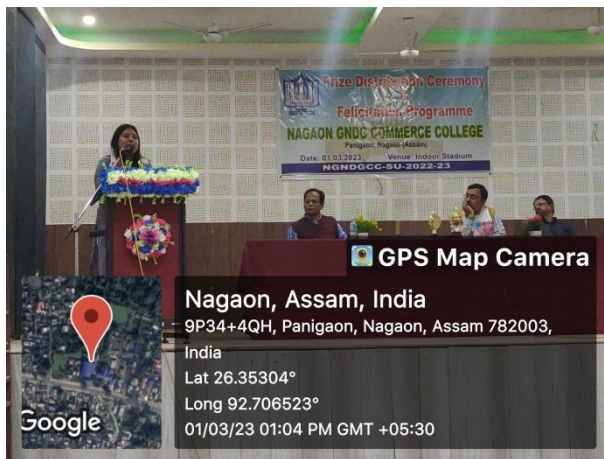 Prize Distribution Ceremony
&
Felicitation Programme
NAGAON GNDG COMMERCE COLLEGE
Panigaon, Nagaon (Assam)
Date: 01.03.2023 Venue: Indoor Stadium
NGNDGCC-SU-2022-23
GPS Map Camera
Nagaon, Assam, India
9P34+4QH, Panigaon, Nagaon, Assam 782003,
India
Lat 26.35304°
Long 92.706523°
01/03/23 01:04 PM GMT +05:30
Google